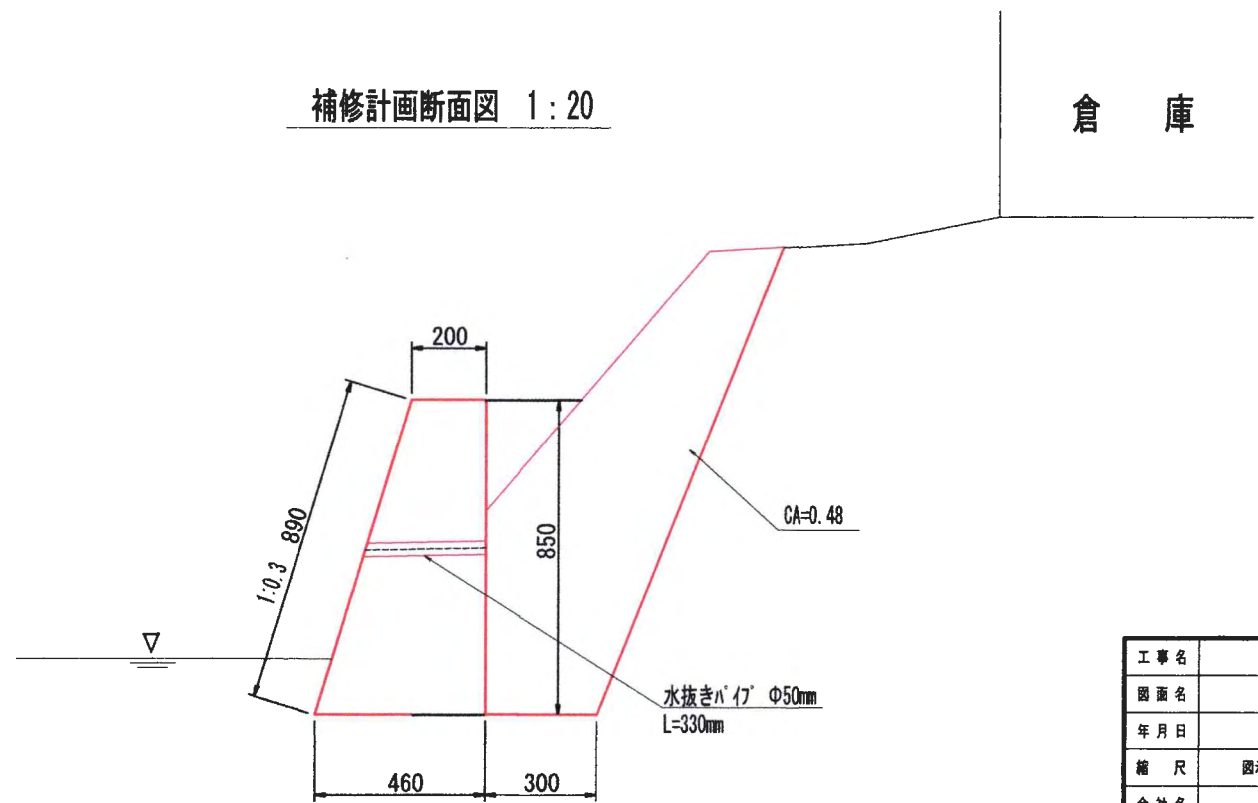 補修計画断面図 1:20
倉 庫
200
890
1:0.3
850
CA=0.48
水抜きパイプ Φ50mm
L=330mm
460
300
工事名
図面名
年月日
縮 尺